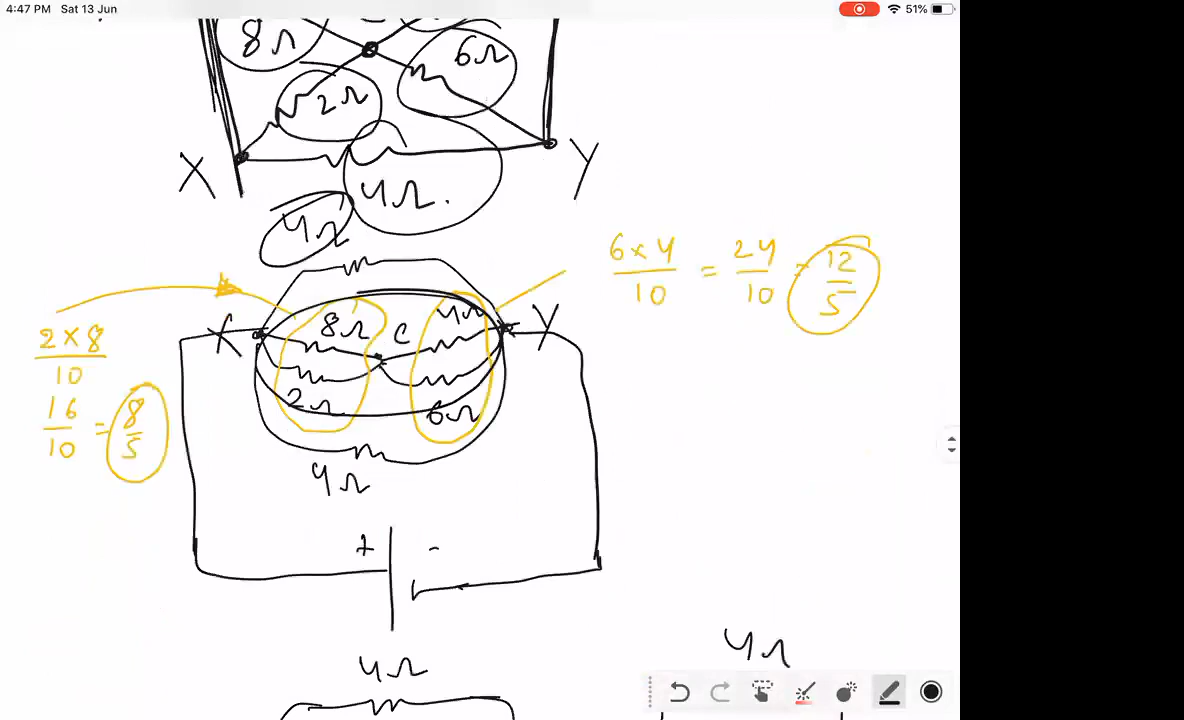 4:47 PM Sat 13 Jun
51%
8Ω
6Ω
2Ω
X
Y
4Ω.
4Ω
6 x 4
10
= 24
10
= 12
5
X
8Ω
C
4Ω
Y
2 x 8
10
2Ω
6Ω
16
10
= 8
5
4Ω
+ -
4Ω
4Ω